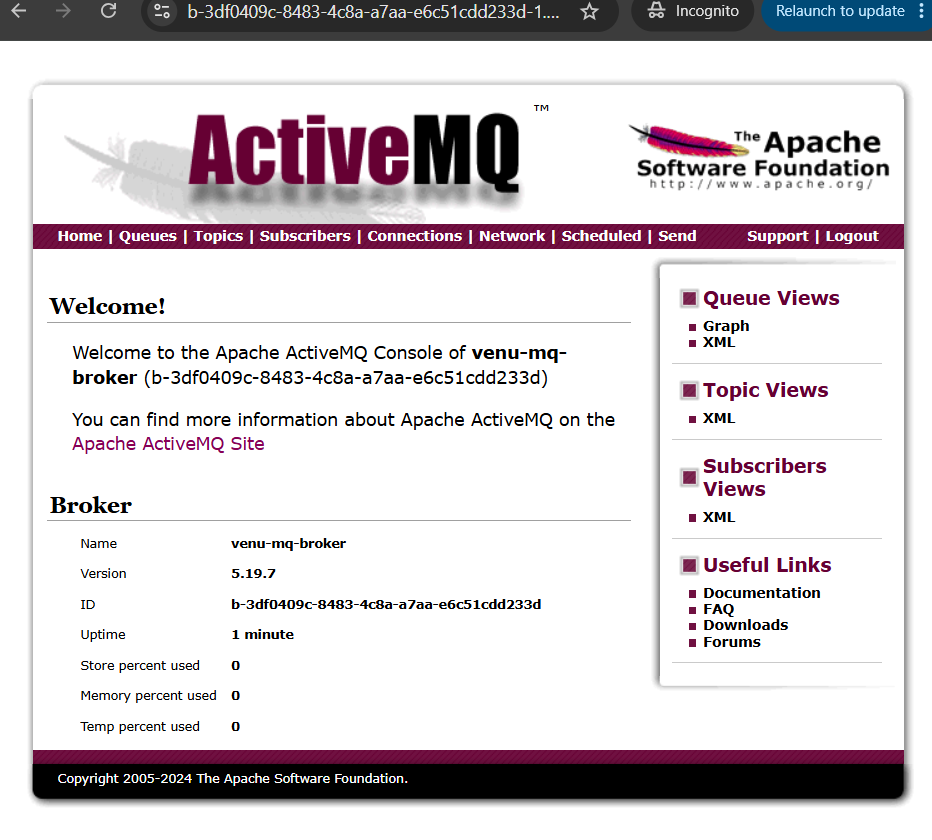 b-3df0409c-8483-4c8a-a7aa-e6c51cdd233d-1....
Incognito
Relaunch to update
ActiveMQ™
The Apache
Software Foundation
http://www.apache.org/
Home | Queues | Topics | Subscribers | Connections | Network | Scheduled | Send
Support | Logout
Welcome!
Welcome to the Apache ActiveMQ Console of venu-mq-
broker (b-3df0409c-8483-4c8a-a7aa-e6c51cdd233d)
You can find more information about Apache ActiveMQ on the
Apache ActiveMQ Site
Broker
Name venu-mq-broker
Version 5.19.7
ID b-3df0409c-8483-4c8a-a7aa-e6c51cdd233d
Uptime 1 minute
Store percent used 0
Memory percent used 0
Temp percent used 0
Queue Views
Graph
XML
Topic Views
XML
Subscribers
Views
XML
Useful Links
Documentation
FAQ
Downloads
Forums
Copyright 2005-2024 The Apache Software Foundation.